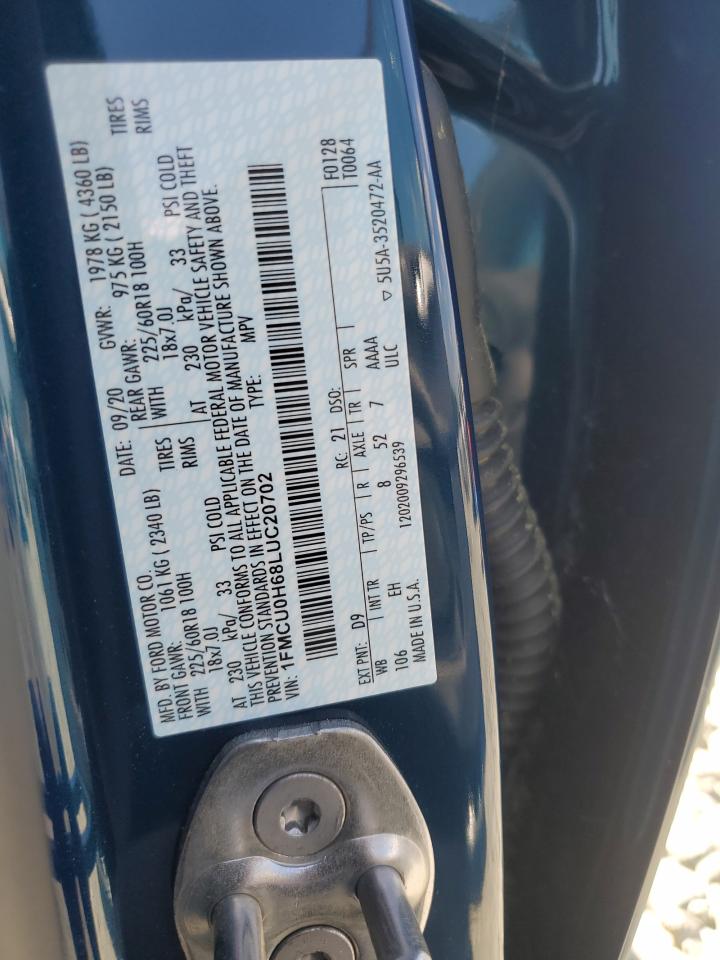 MFD. BY FORD MOTOR CO.
DATE: 09/20 GVWR: 1978 KG ( 4360 LB)
FRONT GAWR: 1061 KG ( 2340 LB) REAR GAWR: 975 KG ( 2150 LB)
WITH 225/60R18 100H TIRES WITH 225/60R18 100H TIRES
18x7.0J RIMS 18x7.0J RIMS
AT 230 kPa/ 33 PSI COLD AT 230 kPa/ 33 PSI COLD
THIS VEHICLE CONFORMS TO ALL APPLICABLE FEDERAL MOTOR VEHICLE SAFETY AND THEFT
PREVENTION STANDARDS IN EFFECT ON THE DATE OF MANUFACTURE SHOWN ABOVE.
VIN: 1FMCU0H68LUC20702 TYPE: MPV
F0128
EXT PNT: D9 RC: 21 DSO: T0064
WB INT TR TP/PS R AXLE TR SPR
106 EH 8 52 7 AAAA
MADE IN U.S.A. 1202009296539 ULC ▽ 5U5A-3520472-AA